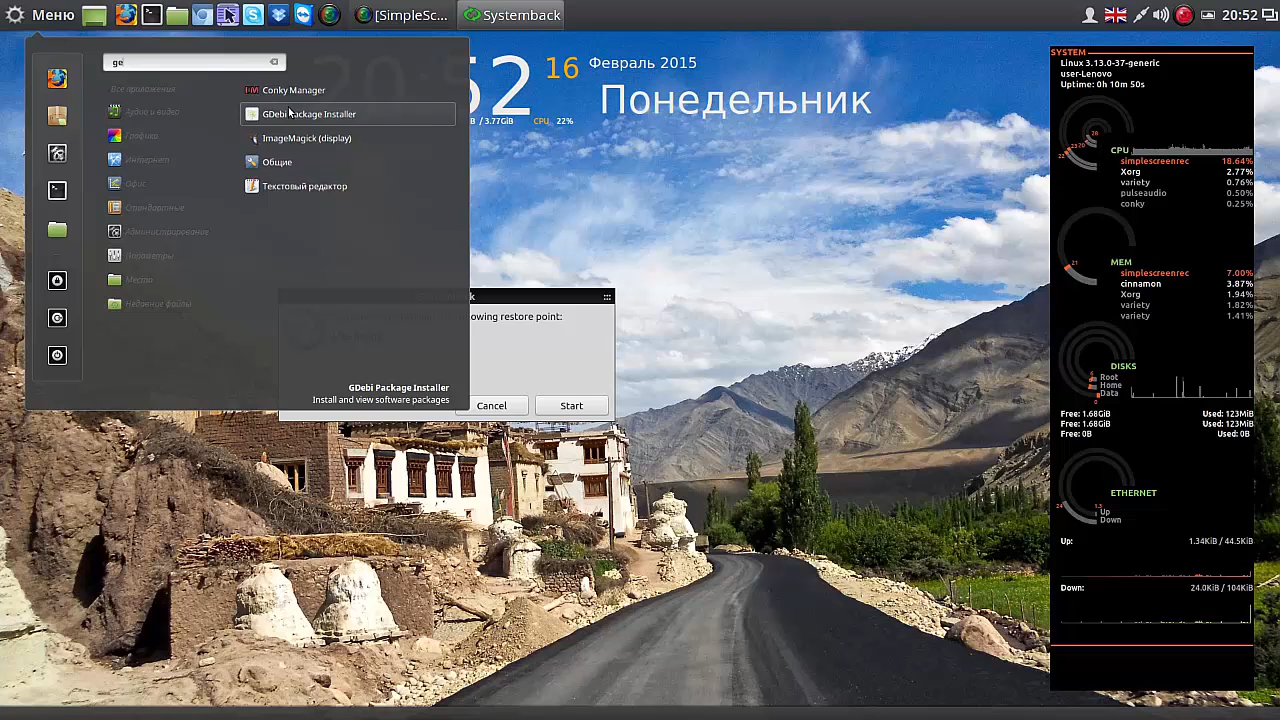 Меню
[SimpleSc...
Systemback
20:52
ge
Все приложения
Аудио и видео
Графика
Интернет
Офис
Стандартные
Администрирование
Параметры
Места
Недавние файлы
Conky Manager
GDebi Package Installer
ImageMagick (display)
Общие
Текстовый редактор
GDebi Package Installer
Install and view software packages
52
16
Февраль 2015
Понедельник
/ 3.77GiB CPU 22%
owing restore point:
Cancel
Start
SYSTEM
Linux 3.13.0-37-generic
user-Lenovo
Uptime: 0h 10m 50s
CPU
simplescreenrec 18.64%
Xorg 2.77%
variety 0.76%
pulseaudio 0.50%
conky 0.25%
MEM
simplescreenrec 7.00%
cinnamon 3.87%
Xorg 1.94%
variety 1.82%
variety 1.41%
DISKS
Root
Home
Data
Free: 1.68GiB Used: 123MiB
Free: 1.68GiB Used: 123MiB
Free: 0B Used: 0B
ETHERNET
Up
Down
Up: 1.34KiB / 44.5KiB
Down: 24.0KiB / 104KiB